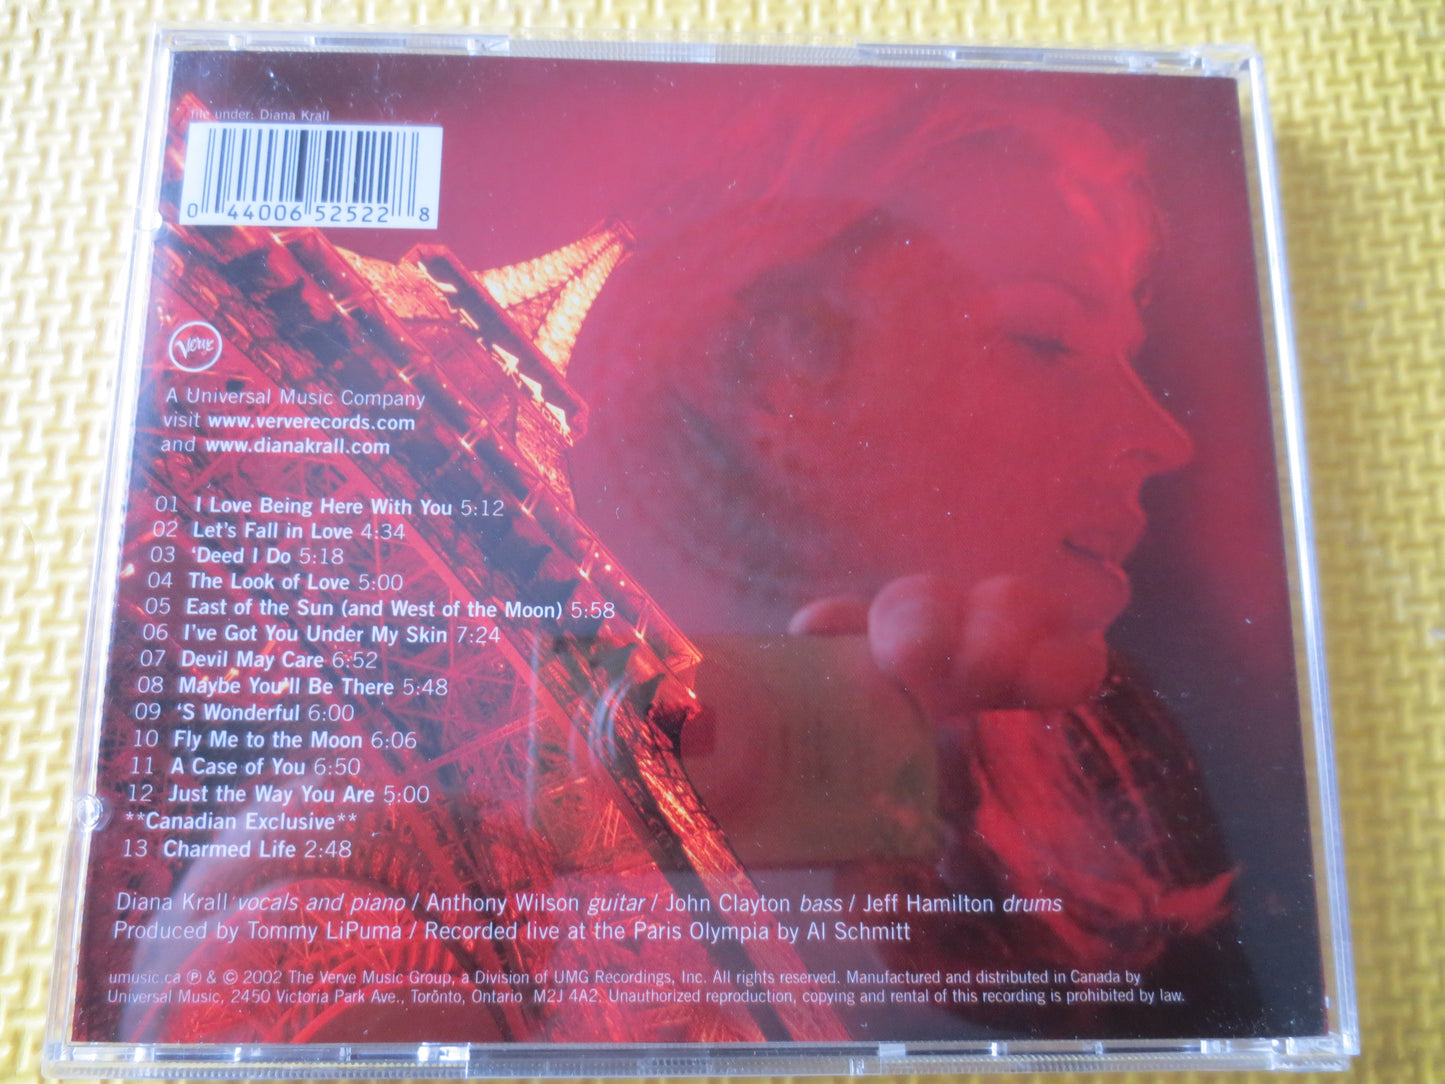 file under: Diana Krall
0 44006 52522 8
Verve
A Universal Music Company
visit www.ververecords.com
and www.dianakrall.com
01 I Love Being Here With You 5:12
02 Let's Fall in Love 4:34
03 ‘Deed I Do 5:18
04 The Look of Love 5:00
05 East of the Sun (and West of the Moon) 5:58
06 I've Got You Under My Skin 7:24
07 Devil May Care 6:52
08 Maybe You'll Be There 5:48
09 ‘S Wonderful 6:00
10 Fly Me to the Moon 6:06
11 A Case of You 6:50
12 Just the Way You Are 5:00
**Canadian Exclusive**
13 Charmed Life 2:48
Diana Krall vocals and piano / Anthony Wilson guitar / John Clayton bass / Jeff Hamilton drums
Produced by Tommy LiPuma / Recorded live at the Paris Olympia by Al Schmitt
umusic.ca ℗ & © 2002 The Verve Music Group, a Division of UMG Recordings, Inc. All rights reserved. Manufactured and distributed in Canada by
Universal Music, 2450 Victoria Park Ave., Toronto, Ontario M2J 4A2. Unauthorized reproduction, copying and rental of this recording is prohibited by law.